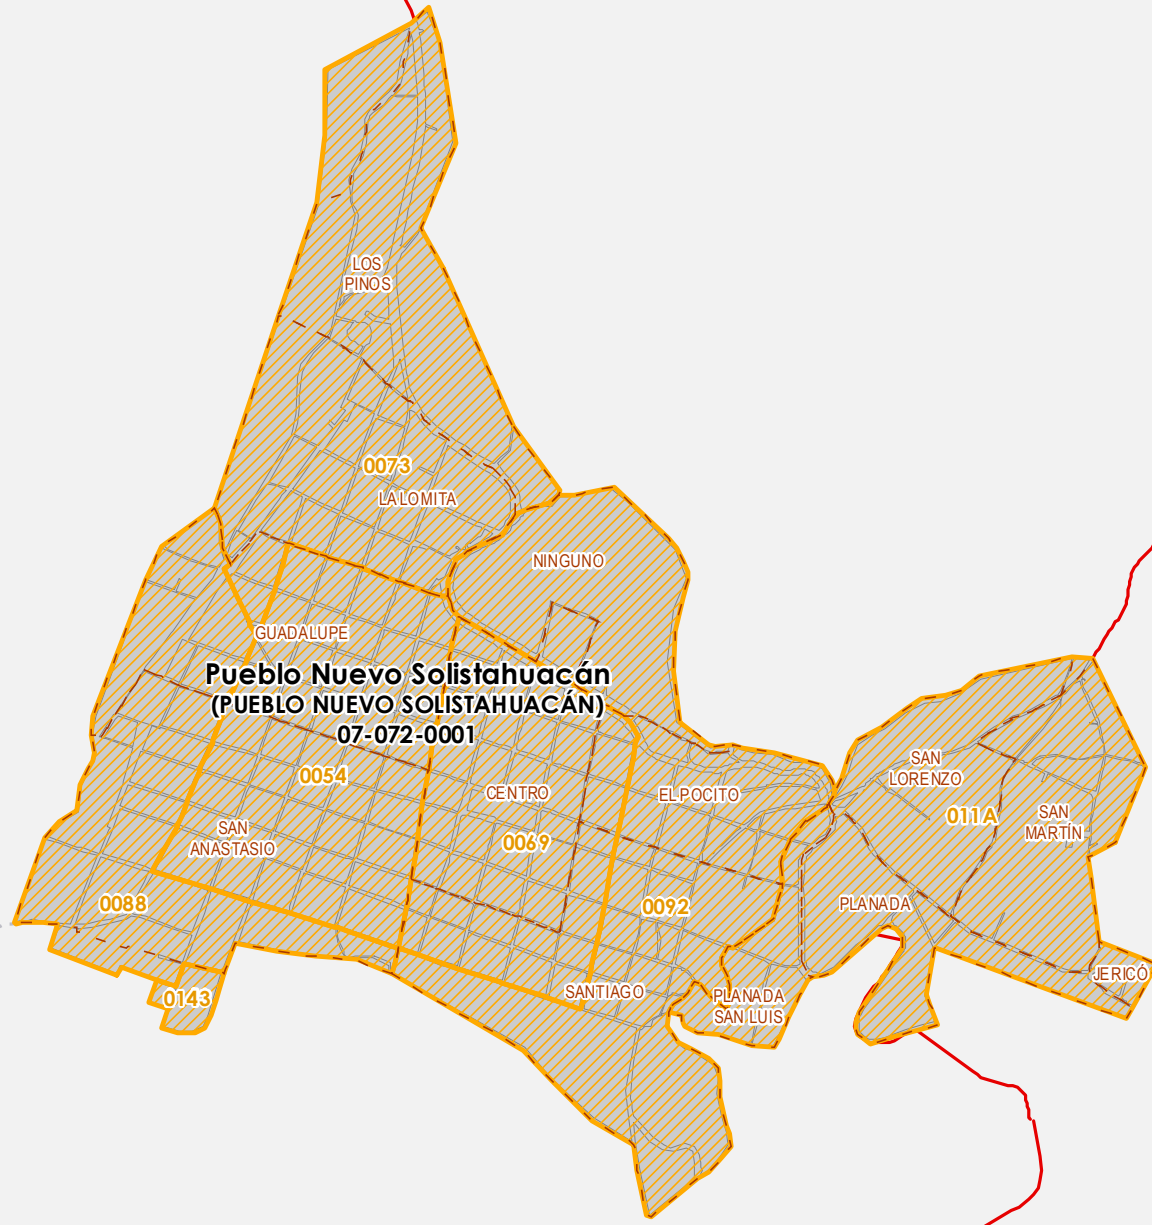 LOS
PINOS
0073
LA LOMITA
NINGUNO
GUADALUPE
Pueblo Nuevo Solistahuacán
(PUEBLO NUEVO SOLISTAHUACÁN)
07-072-0001
0054
CENTRO
EL POCITO
SAN
LORENZO
011A
SAN
MARTÍN
SAN
ANASTASIO
0069
0088
0092
PLANADA
JERICÓ
0143
SANTIAGO
PLANADA
SAN LUIS